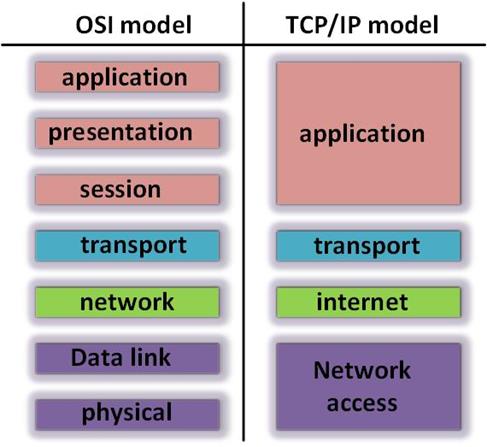 OSI model
TCP/IP model
application
presentation
session
transport
network
Data link
physical
application
transport
internet
Network
access